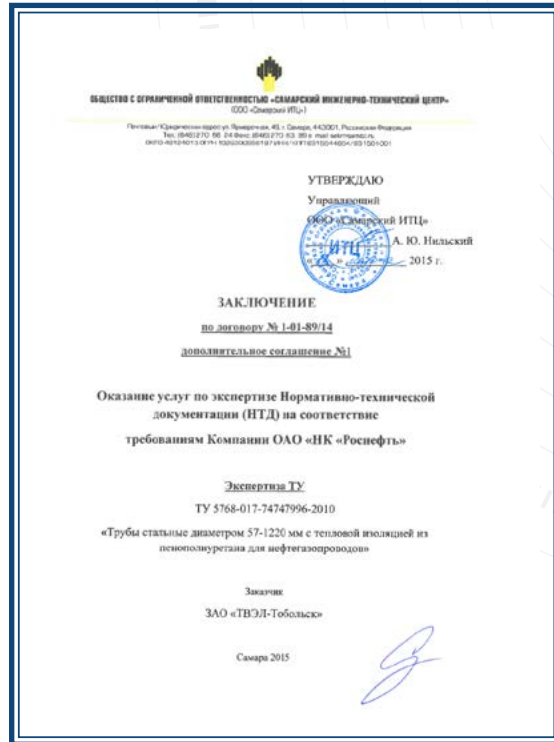 ОБЩЕСТВО С ОГРАНИЧЕННОЙ ОТВЕТСТВЕННОСТЬЮ «САМАРСКИЙ ИНЖЕНЕРНО-ТЕХНИЧЕСКИЙ ЦЕНТР»
(ООО «Самарский ИТЦ»)
УТВЕРЖДАЮ
Управляющий
ООО «Самарский ИТЦ»
А. Ю. Нильский
2015 г.
ИТЦ
ЗАКЛЮЧЕНИЕ
по договору № 1-01-89/14
дополнительное соглашение №1
Оказание услуг по экспертизе Нормативно-технической
документации (НТД) на соответствие
требованиям Компании ОАО «НК «Роснефть»
Экспертиза ТУ
ТУ 5768-017-74747996-2010
«Трубы стальные диаметром 57-1220 мм с тепловой изоляцией из
пенополиуретана для нефтегазопроводов»
Заказчик
ЗАО «ТВЭЛ-Тобольск»
Самара 2015